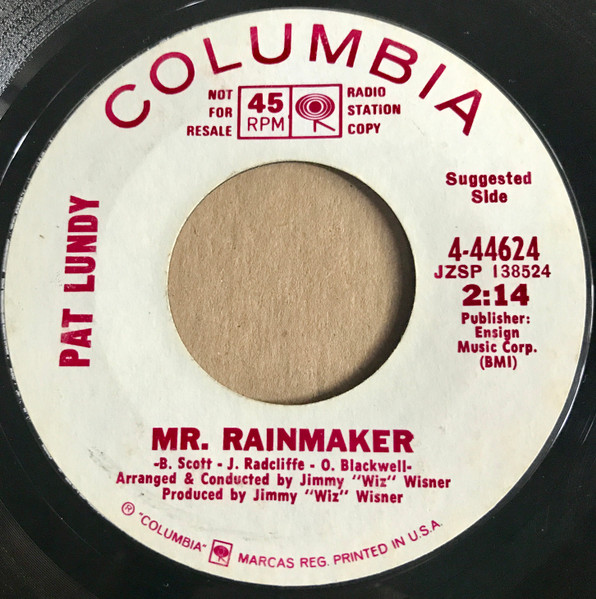 COLUMBIA
NOT
FOR
RESALE
45
RPM
RADIO
STATION
COPY
Suggested
Side
PAT LUNDY
4-44624
JZSP 138524
2:14
Publisher:
Ensign
Music Corp.
(BMI)
MR. RAINMAKER
-B. Scott - J. Radcliffe - O. Blackwell-
Arranged & Conducted by Jimmy "Wiz" Wisner
Produced by Jimmy "Wiz" Wisner
Ⓡ "COLUMBIA" MARCAS REG. PRINTED IN U.S.A.